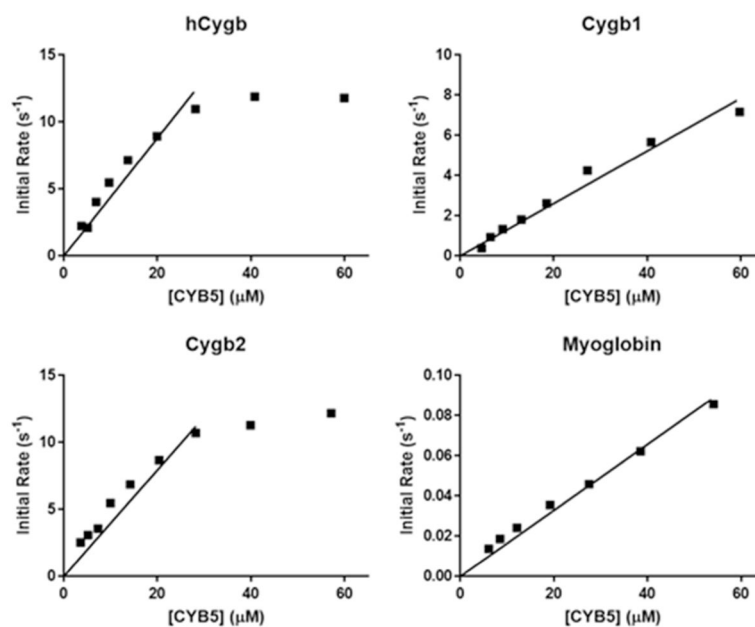 hCygb
15
10
5
0
Initial Rate (s⁻¹)
0 20 40 60
[CYB5] (μM)
Cygb1
10
8
6
4
2
0
Initial Rate (s⁻¹)
0 20 40 60
[CYB5] (μM)
Cygb2
15
10
5
0
Initial Rate (s⁻¹)
0 20 40 60
[CYB5] (μM)
Myoglobin
0.10
0.08
0.06
0.04
0.02
0.00
Initial Rate (s⁻¹)
0 20 40 60
[CYB5] (μM)